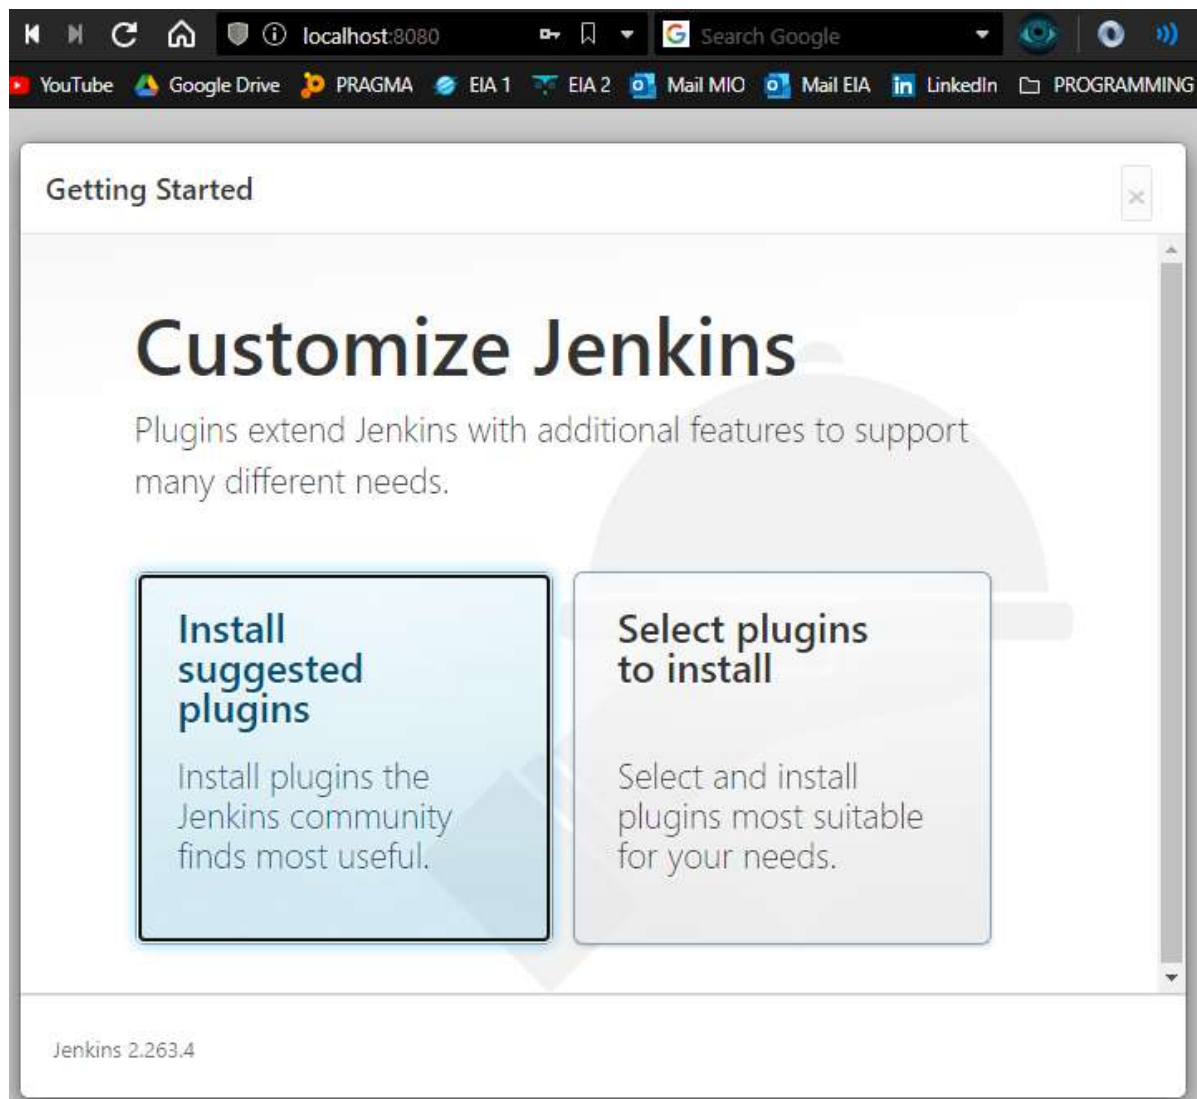 localhost:8080
Search Google
YouTube Google Drive PRAGMA EIA 1 EIA 2 Mail MIO Mail EIA LinkedIn PROGRAMMING
Getting Started
×
Customize Jenkins
Plugins extend Jenkins with additional features to support
many different needs.
Install
suggested
plugins
Install plugins the
Jenkins community
finds most useful.
Select plugins
to install
Select and install
plugins most suitable
for your needs.
Jenkins 2.263.4